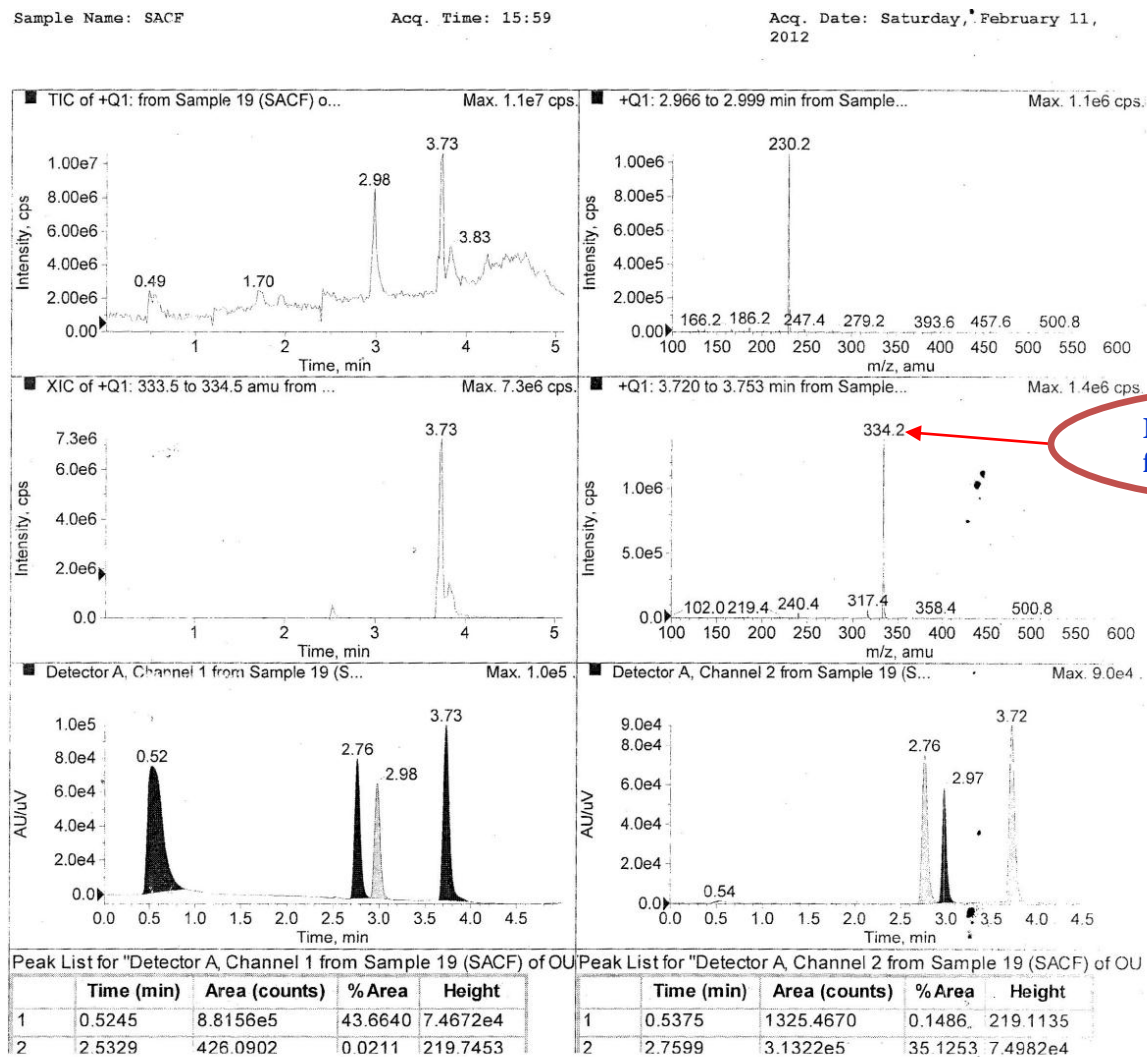 Sample Name: SACF Acq. Time: 15:59 Acq. Date: Saturday, February 11,
2012
TIC of +Q1: from Sample 19 (SACF) o... Max. 1.1e7 cps.
3.73
1.00e7
2.98
8.00e6
6.00e6
3.83
4.00e6
0.49
1.70
2.00e6
0.00
Intensity, cps
1 2 3 4 5
Time, min
+Q1: 2.966 to 2.999 min from Sample... Max. 1.1e6 cps.
230.2
1.00e6
8.00e5
6.00e5
4.00e5
2.00e5
0.00
166.2 186.2 247.4 279.2 393.6 457.6 500.8
Intensity, cps
100 150 200 250 300 350 400 450 500 550 600
m/z, amu
XIC of +Q1: 333.5 to 334.5 amu from ... Max. 7.3e6 cps.
3.73
7.3e6
6.0e6
4.0e6
2.0e6
0.0
Intensity, cps
1 2 3 4 5
Time, min
+Q1: 3.720 to 3.753 min from Sample... Max. 1.4e6 cps.
334.2
1.0e6
5.0e5
0.0
102.0 219.4 240.4 317.4 358.4 500.8
Intensity, cps
100 150 200 250 300 350 400 450 500 550 600
m/z, amu
Detector A, Channel 1 from Sample 19 (S... Max. 1.0e5
3.73
1.0e5
0.52
2.76
2.98
8.0e4
6.0e4
4.0e4
2.0e4
0.0
AU/uV
0.0 0.5 1.0 1.5 2.0 2.5 3.0 3.5 4.0 4.5
Time, min
Detector A, Channel 2 from Sample 19 (S... Max. 9.0e4
9.0e4
3.72
8.0e4
2.76
2.97
6.0e4
4.0e4
2.0e4
0.54
0.0
AU/uV
0.0 0.5 1.0 1.5 2.0 2.5 3.0 3.5 4.0 4.5
Time, min
Peak List for "Detector A, Channel 1 from Sample 19 (SACF) of OU
Time (min) Area (counts) %Area Height
1 0.5245 8.8156e5 43.6640 7.4672e4
2 2.5329 426.0902 0.0211 219.7453
Peak List for "Detector A, Channel 2 from Sample 19 (SACF) of OU
Time (min) Area (counts) %Area Height
1 0.5375 1325.4670 0.1486 219.1135
2 2.7599 3.1322e5 35.1253 7.4982e4